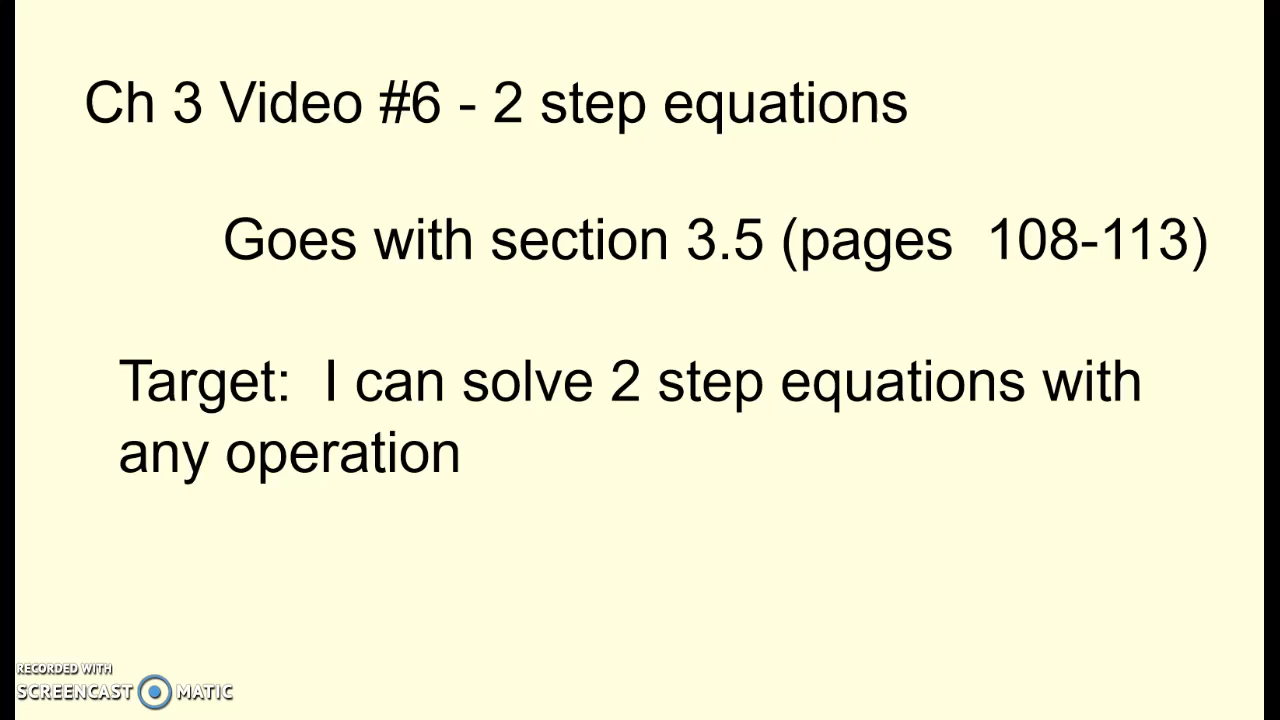 Ch 3 Video #6 - 2 step equations
Goes with section 3.5 (pages  108-113)
Target:  I can solve 2 step equations with
any operation
RECORDED WITH
SCREENCAST MATIC